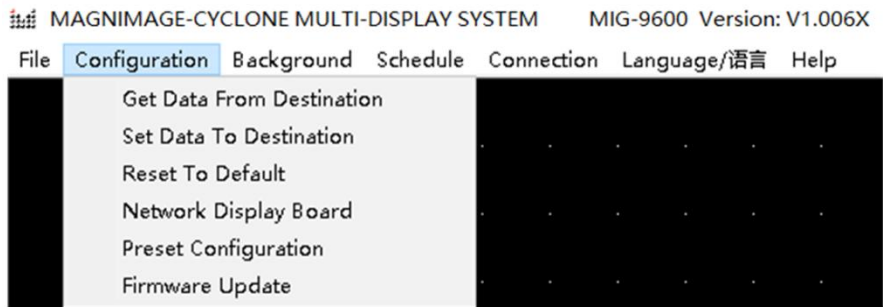 MAGNIMAGE-CYCLONE MULTI-DISPLAY SYSTEM MIG-9600 Version: V1.006X
File Configuration Background Schedule Connection Language/语言 Help
Get Data From Destination
Set Data To Destination
Reset To Default
Network Display Board
Preset Configuration
Firmware Update